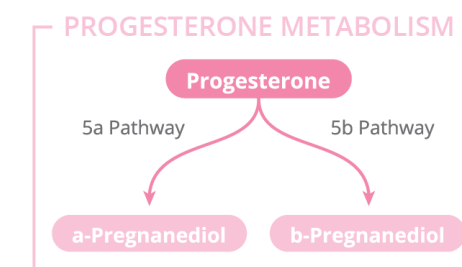 PROGESTERONE METABOLISM
Progesterone
5a Pathway
5b Pathway
a-Pregnanediol
b-Pregnanediol